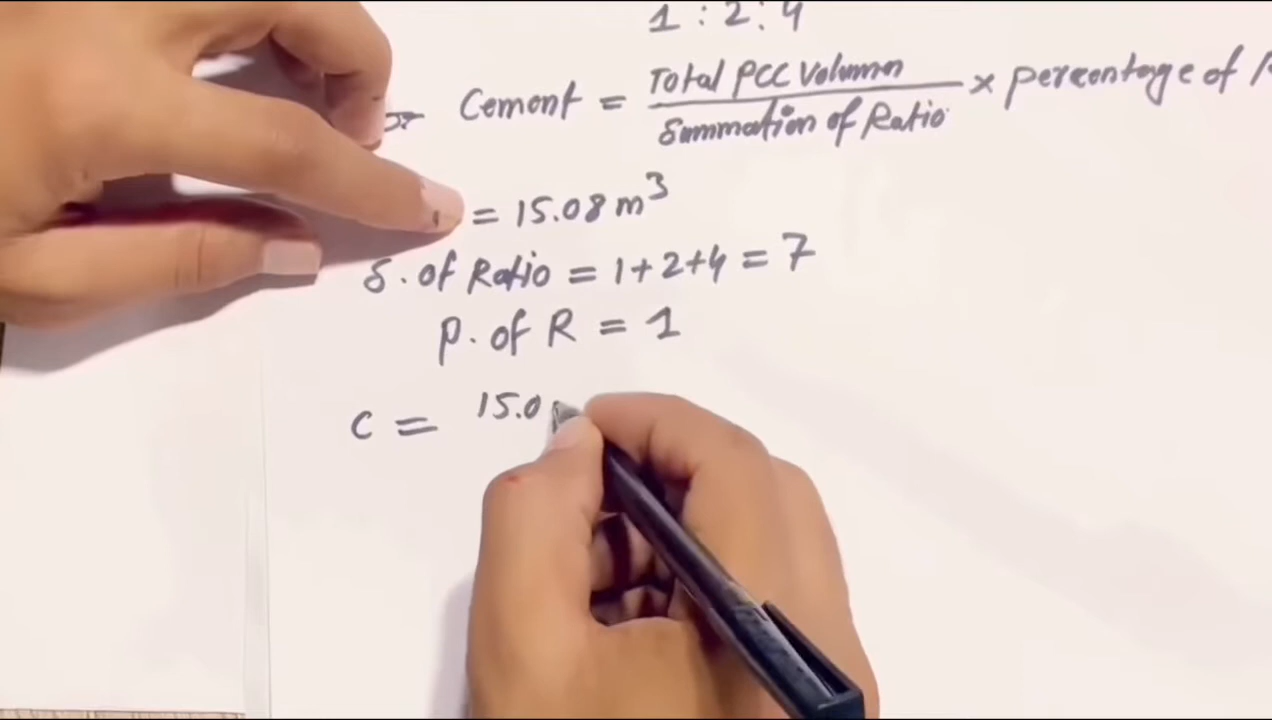 1 : 2 : 4
Cement = Total PCC Volumen / Summation of Ratio × percentage of
= 15.08 m³
S. of Ratio = 1+2+4 = 7
P. of R = 1
C = 15.0